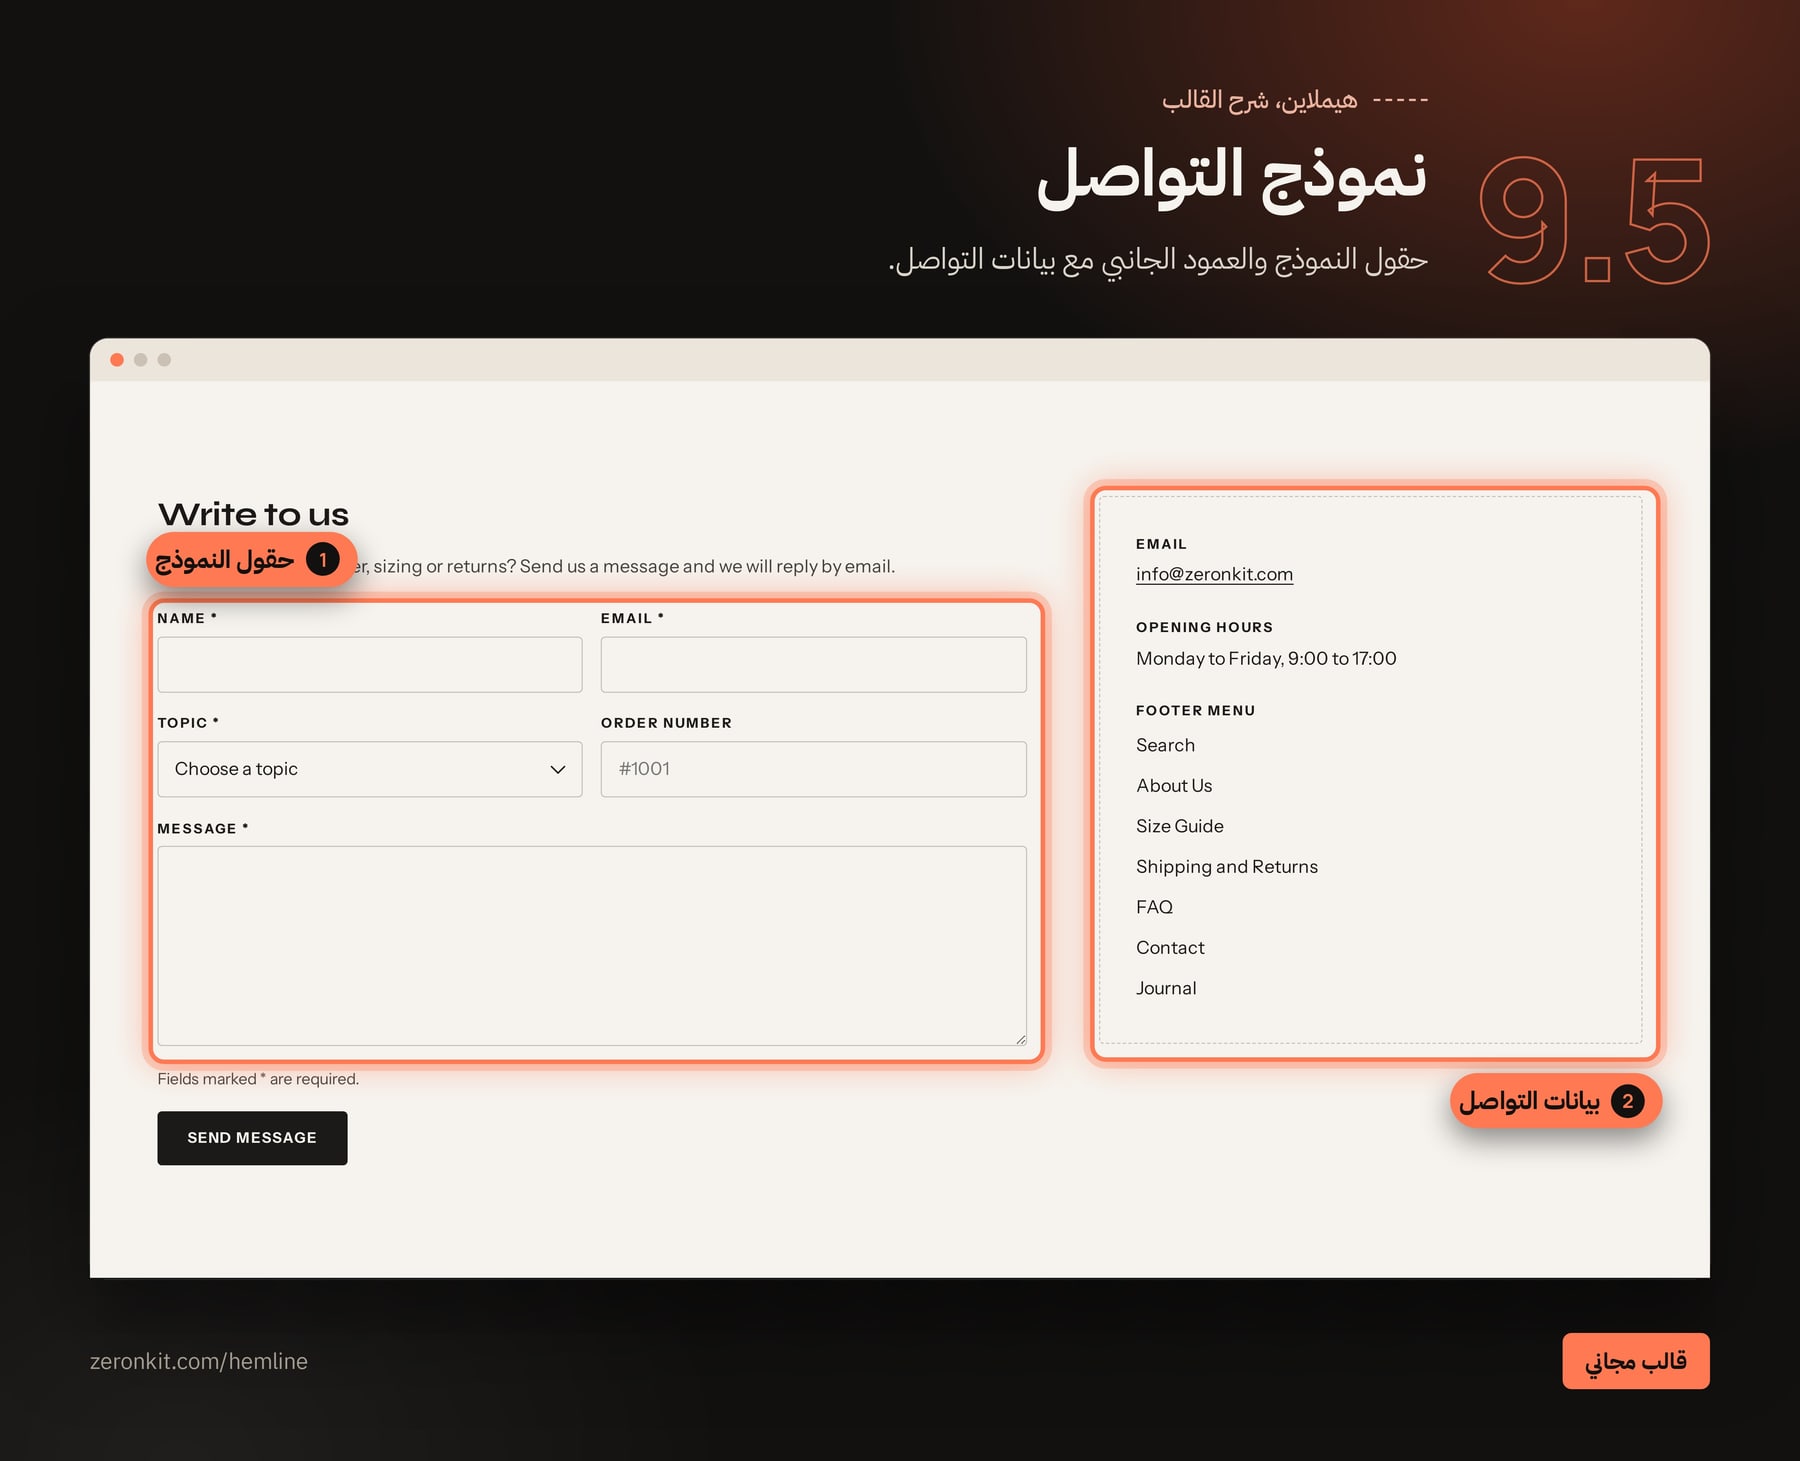 هيملاين، شرح القالب
9.5
نموذج التواصل
حقول النموذج والعمود الجانبي مع بيانات التواصل.
Write to us
1 حقول النموذج
sizing or returns? Send us a message and we will reply by email.
NAME *
EMAIL *
TOPIC *
ORDER NUMBER
Choose a topic
#1001
MESSAGE *
Fields marked * are required.
SEND MESSAGE
EMAIL
info@zeronkit.com
OPENING HOURS
Monday to Friday, 9:00 to 17:00
FOOTER MENU
Search
About Us
Size Guide
Shipping and Returns
FAQ
Contact
Journal
2 بيانات التواصل
zeronkit.com/hemline
قالب مجاني